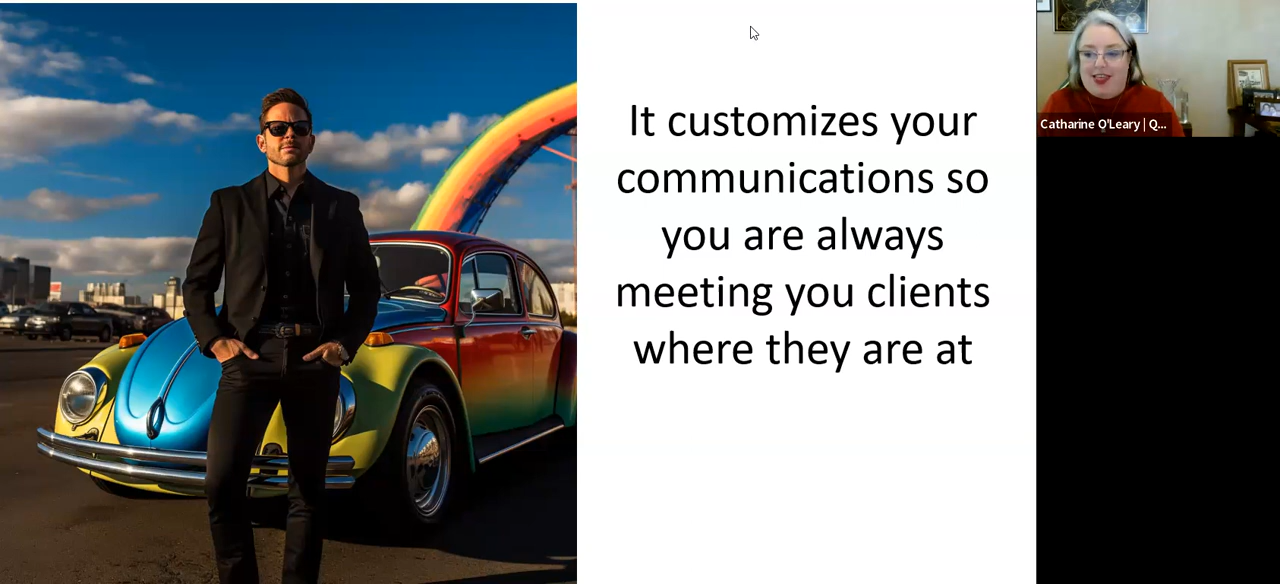 It customizes your
communications so
you are always
meeting you clients
where they are at
Catharine O'Leary | Q...